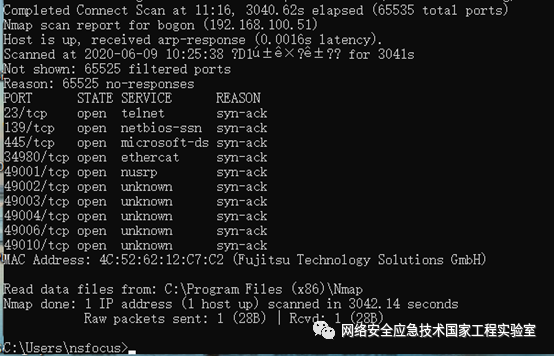 Completed Connect Scan at 11:16, 3040.62s elapsed (65535 total ports)
Nmap scan report for bogon (192.168.100.51)
Host is up, received arp-response (0.0016s latency).
Scanned at 2020-06-09 10:25:38 ?D1ú±ê×?ê±?? for 3041s
Not shown: 65525 filtered ports
Reason: 65525 no-responses
PORT STATE SERVICE REASON
23/tcp open telnet syn-ack
139/tcp open netbios-ssn syn-ack
445/tcp open microsoft-ds syn-ack
34980/tcp open ethercat syn-ack
49001/tcp open nusrp syn-ack
49002/tcp open unknown syn-ack
49003/tcp open unknown syn-ack
49004/tcp open unknown syn-ack
49006/tcp open unknown syn-ack
49010/tcp open unknown syn-ack
MAC Address: 4C:52:62:12:C7:C2 (Fujitsu Technology Solutions GmbH)
Read data files from: C:\Program Files (x86)\Nmap
Nmap done: 1 IP address (1 host up) scanned in 3042.14 seconds
Raw packets sent: 1 (28B) | Rcvd: 1 (28B)
网络安全应急技术国家工程实验室
C:\Users\nsfocus>